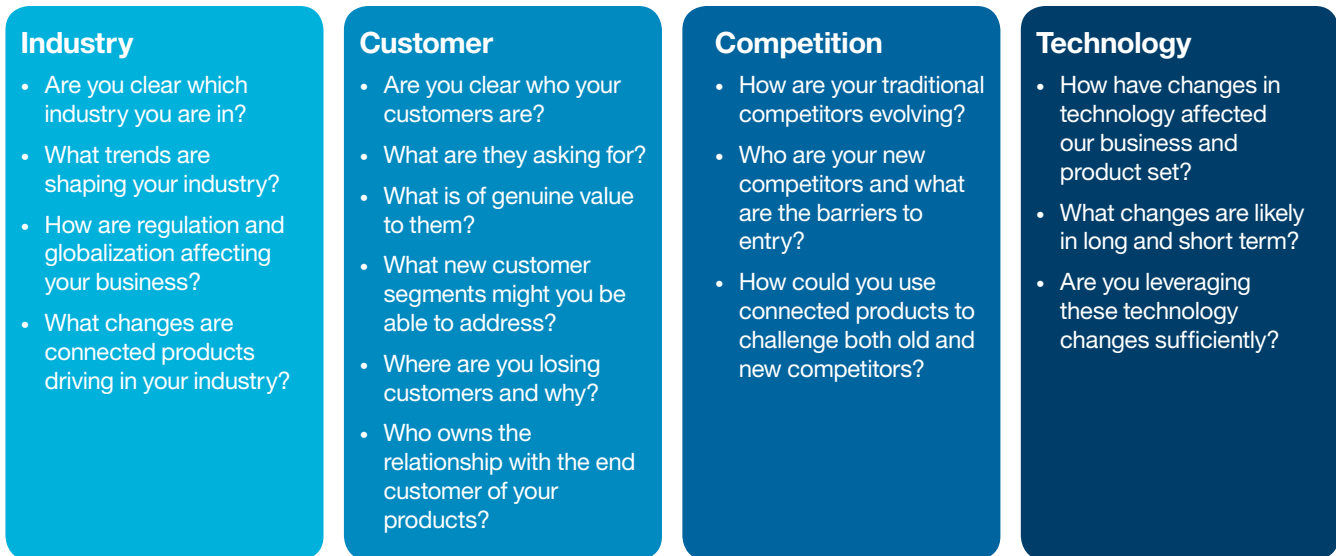 Industry
• Are you clear which
industry you are in?
• What trends are
shaping your industry?
• How are regulation and
globalization affecting
your business?
• What changes are
connected products
driving in your industry?
Customer
• Are you clear who your
customers are?
• What are they asking for?
• What is of genuine value
to them?
• What new customer
segments might you be
able to address?
• Where are you losing
customers and why?
• Who owns the
relationship with the end
customer of your
products?
Competition
• How are your traditional
competitors evolving?
• Who are your new
competitors and what
are the barriers to
entry?
• How could you use
connected products to
challenge both old and
new competitors?
Technology
• How have changes in
technology affected
our business and
product set?
• What changes are likely
in long and short term?
• Are you leveraging
these technology
changes sufficiently?